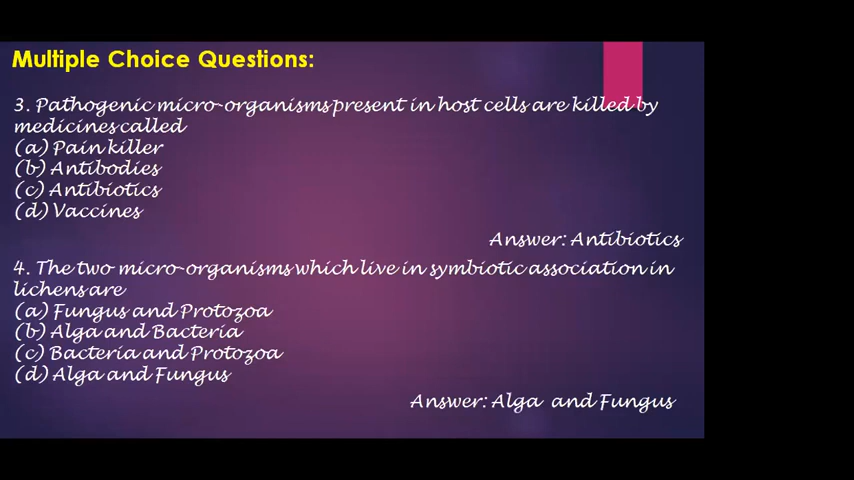 Multiple Choice Questions:
3. Pathogenic micro-organisms present in host cells are killed by
medicines called
(a) Pain killer
(b) Antibodies
(c) Antibiotics
(d) Vaccines
Answer: Antibiotics
4. The two micro-organisms which live in symbiotic association in
lichens are
(a) Fungus and Protozoa
(b) Alga and Bacteria
(c) Bacteria and Protozoa
(d) Alga and Fungus
Answer: Alga and Fungus